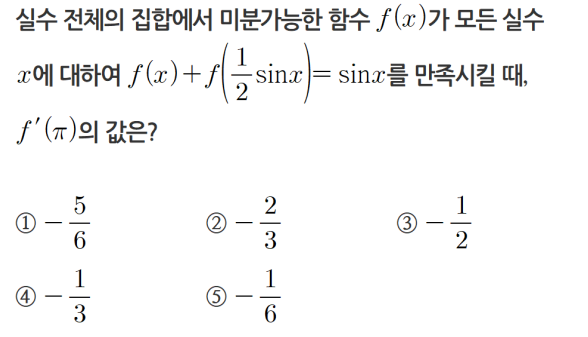 실수 전체의 집합에서 미분가능한 함수 $f(x)$가 모든 실수
$x$에 대하여 $f(x)+f\left(\frac{1}{2}\sin x\right)=\sin x$를 만족시킬 때,
$f'(\pi)$의 값은?
① $-\frac{5}{6}$ ② $-\frac{2}{3}$ ③ $-\frac{1}{2}$
④ $-\frac{1}{3}$ ⑤ $-\frac{1}{6}$